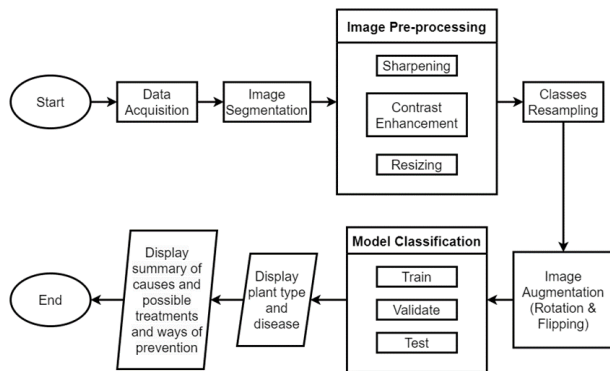 Start
Data
Acquisition
Image
Segmentation
Image Pre-processing
Sharpening
Contrast
Enhancement
Resizing
Classes
Resampling
Image
Augmentation
(Rotation &
Flipping)
Model Classification
Train
Validate
Test
Display
plant type
and
disease
Display
summary of
causes and
possible
treatments
and ways of
prevention
End